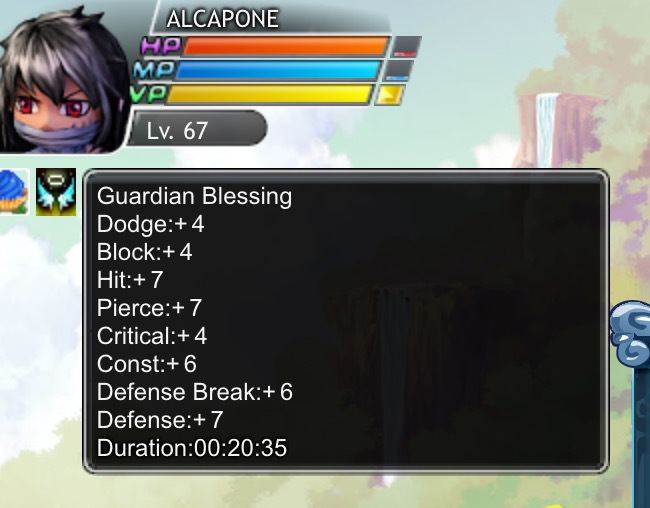 ALCAPONE
HP
MP
VP
Lv. 67
Guardian Blessing
Dodge:+4
Block:+4
Hit:+7
Pierce:+7
Critical:+4
Const:+6
Defense Break:+6
Defense:+7
Duration:00:20:35